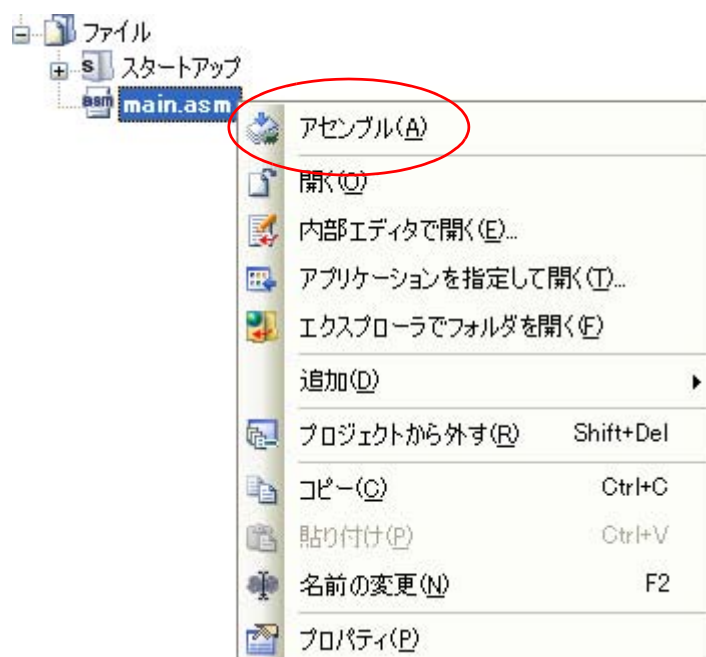 ファイル
S スタートアップ
asm main.asm
アセンブル(A)
開く(O)
内部エディタで開く(E)...
アプリケーションを指定して開く(T)...
エクスプローラでフォルダを開く(F)
追加(D)
プロジェクトから外す(R) Shift+Del
コピー(C) Ctrl+C
貼り付け(P) Ctrl+V
名前の変更(N) F2
プロパティ(P)